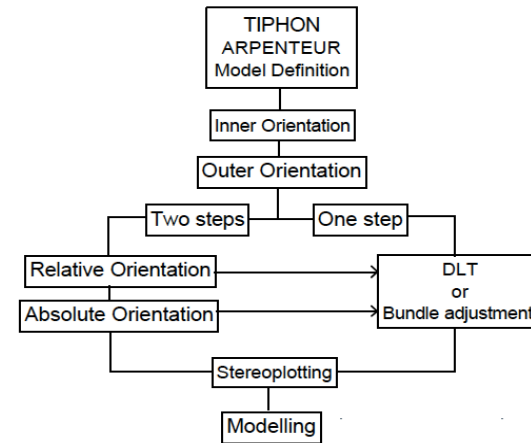 TIPHON
ARPENTEUR
Model Definition
Inner Orientation
Outer Orientation
Two steps
One step
Relative Orientation
Absolute Orientation
DLT
or
Bundle adjustment
Stereoplotting
Modelling